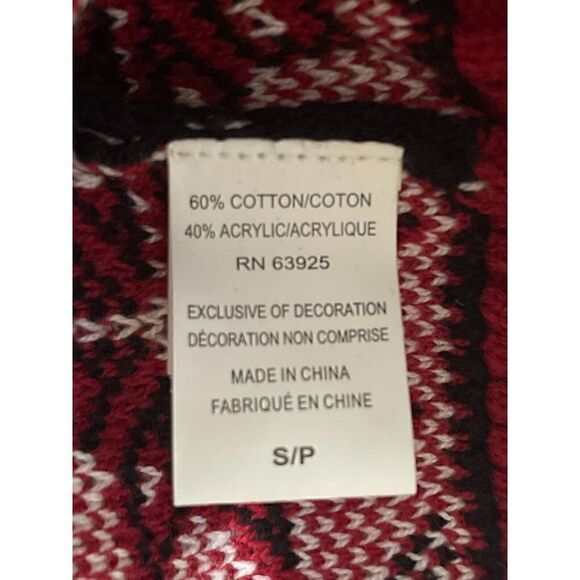 60% COTTON/COTON
40% ACRYLIC/ACRYLIQUE
RN 63925
EXCLUSIVE OF DECORATION
DÉCORATION NON COMPRISE
MADE IN CHINA
FABRIQUÉ EN CHINE
S/P